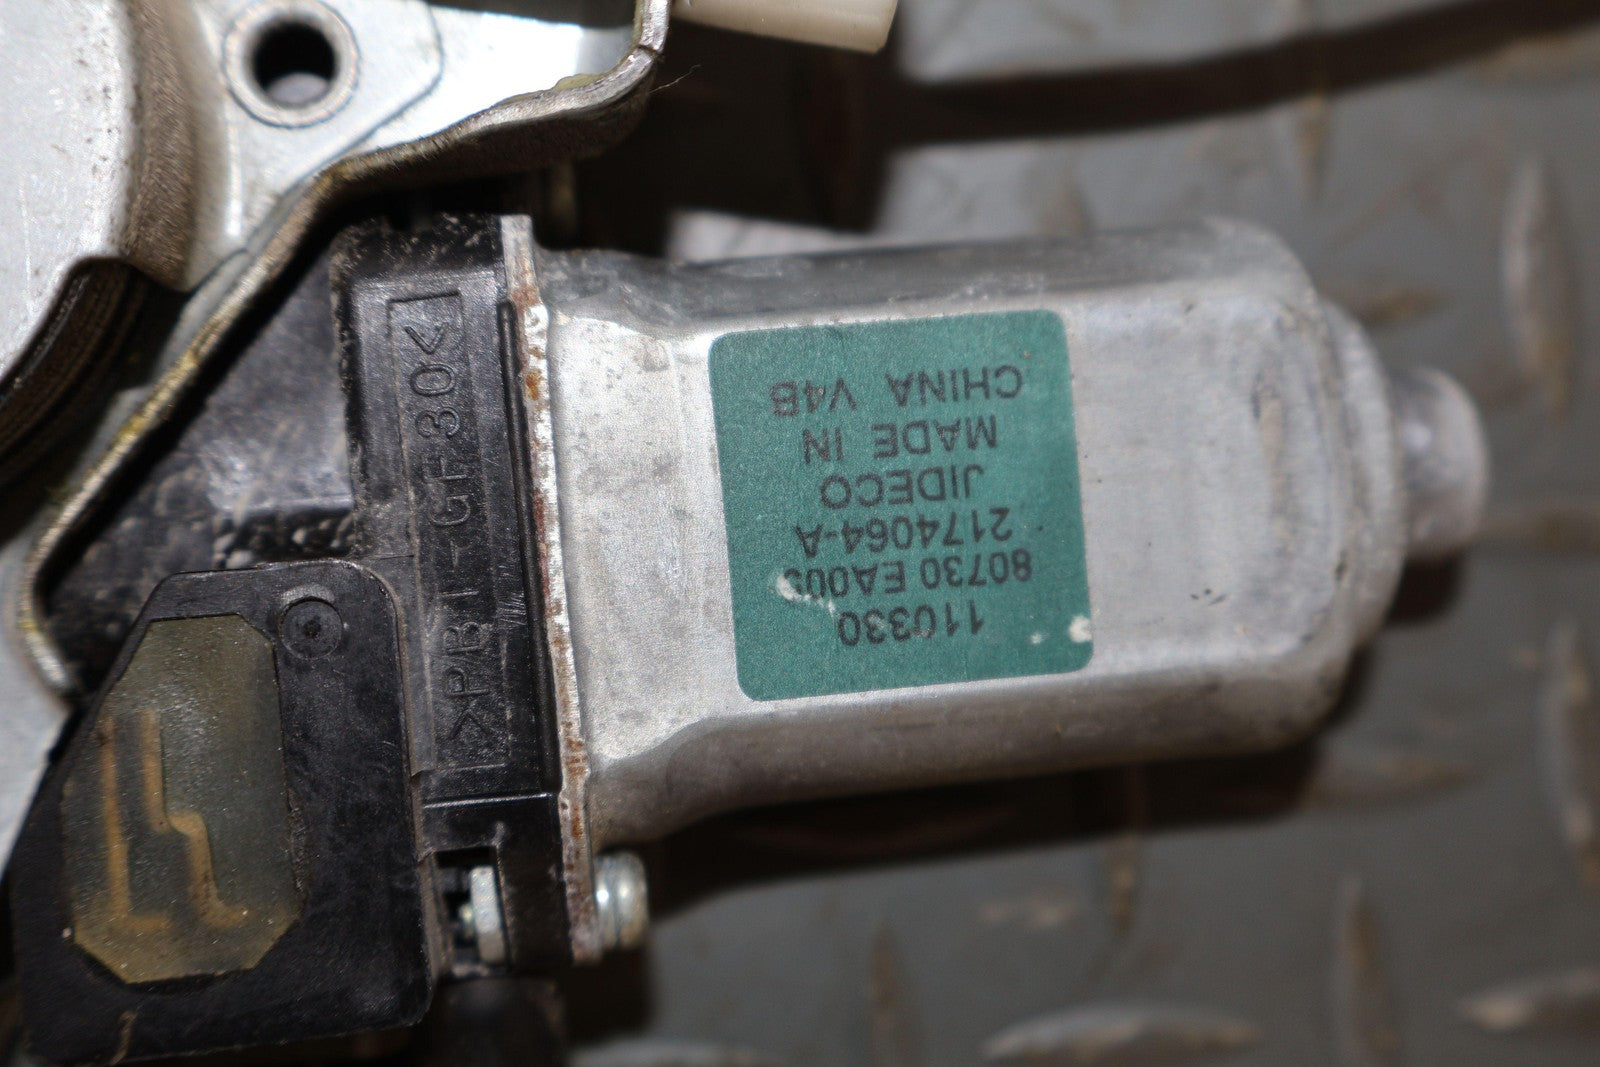 110330
80730 EA005
2174064-A
JIDECO
MADE IN
CHINA V4B
>PBT-GF30<